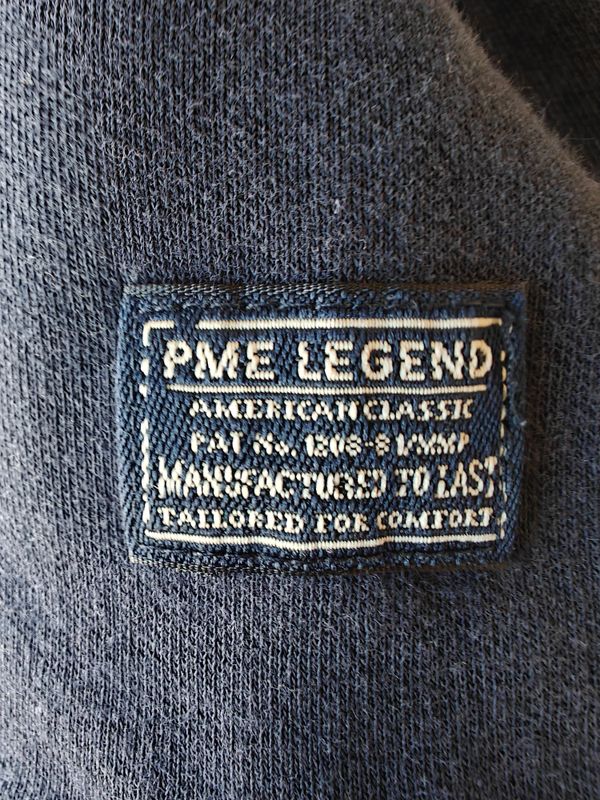 PME LEGEND
AMERICAN CLASSIC
PAT No.
MANUFACTURED TO LAST
TAILORED FOR COMFORT